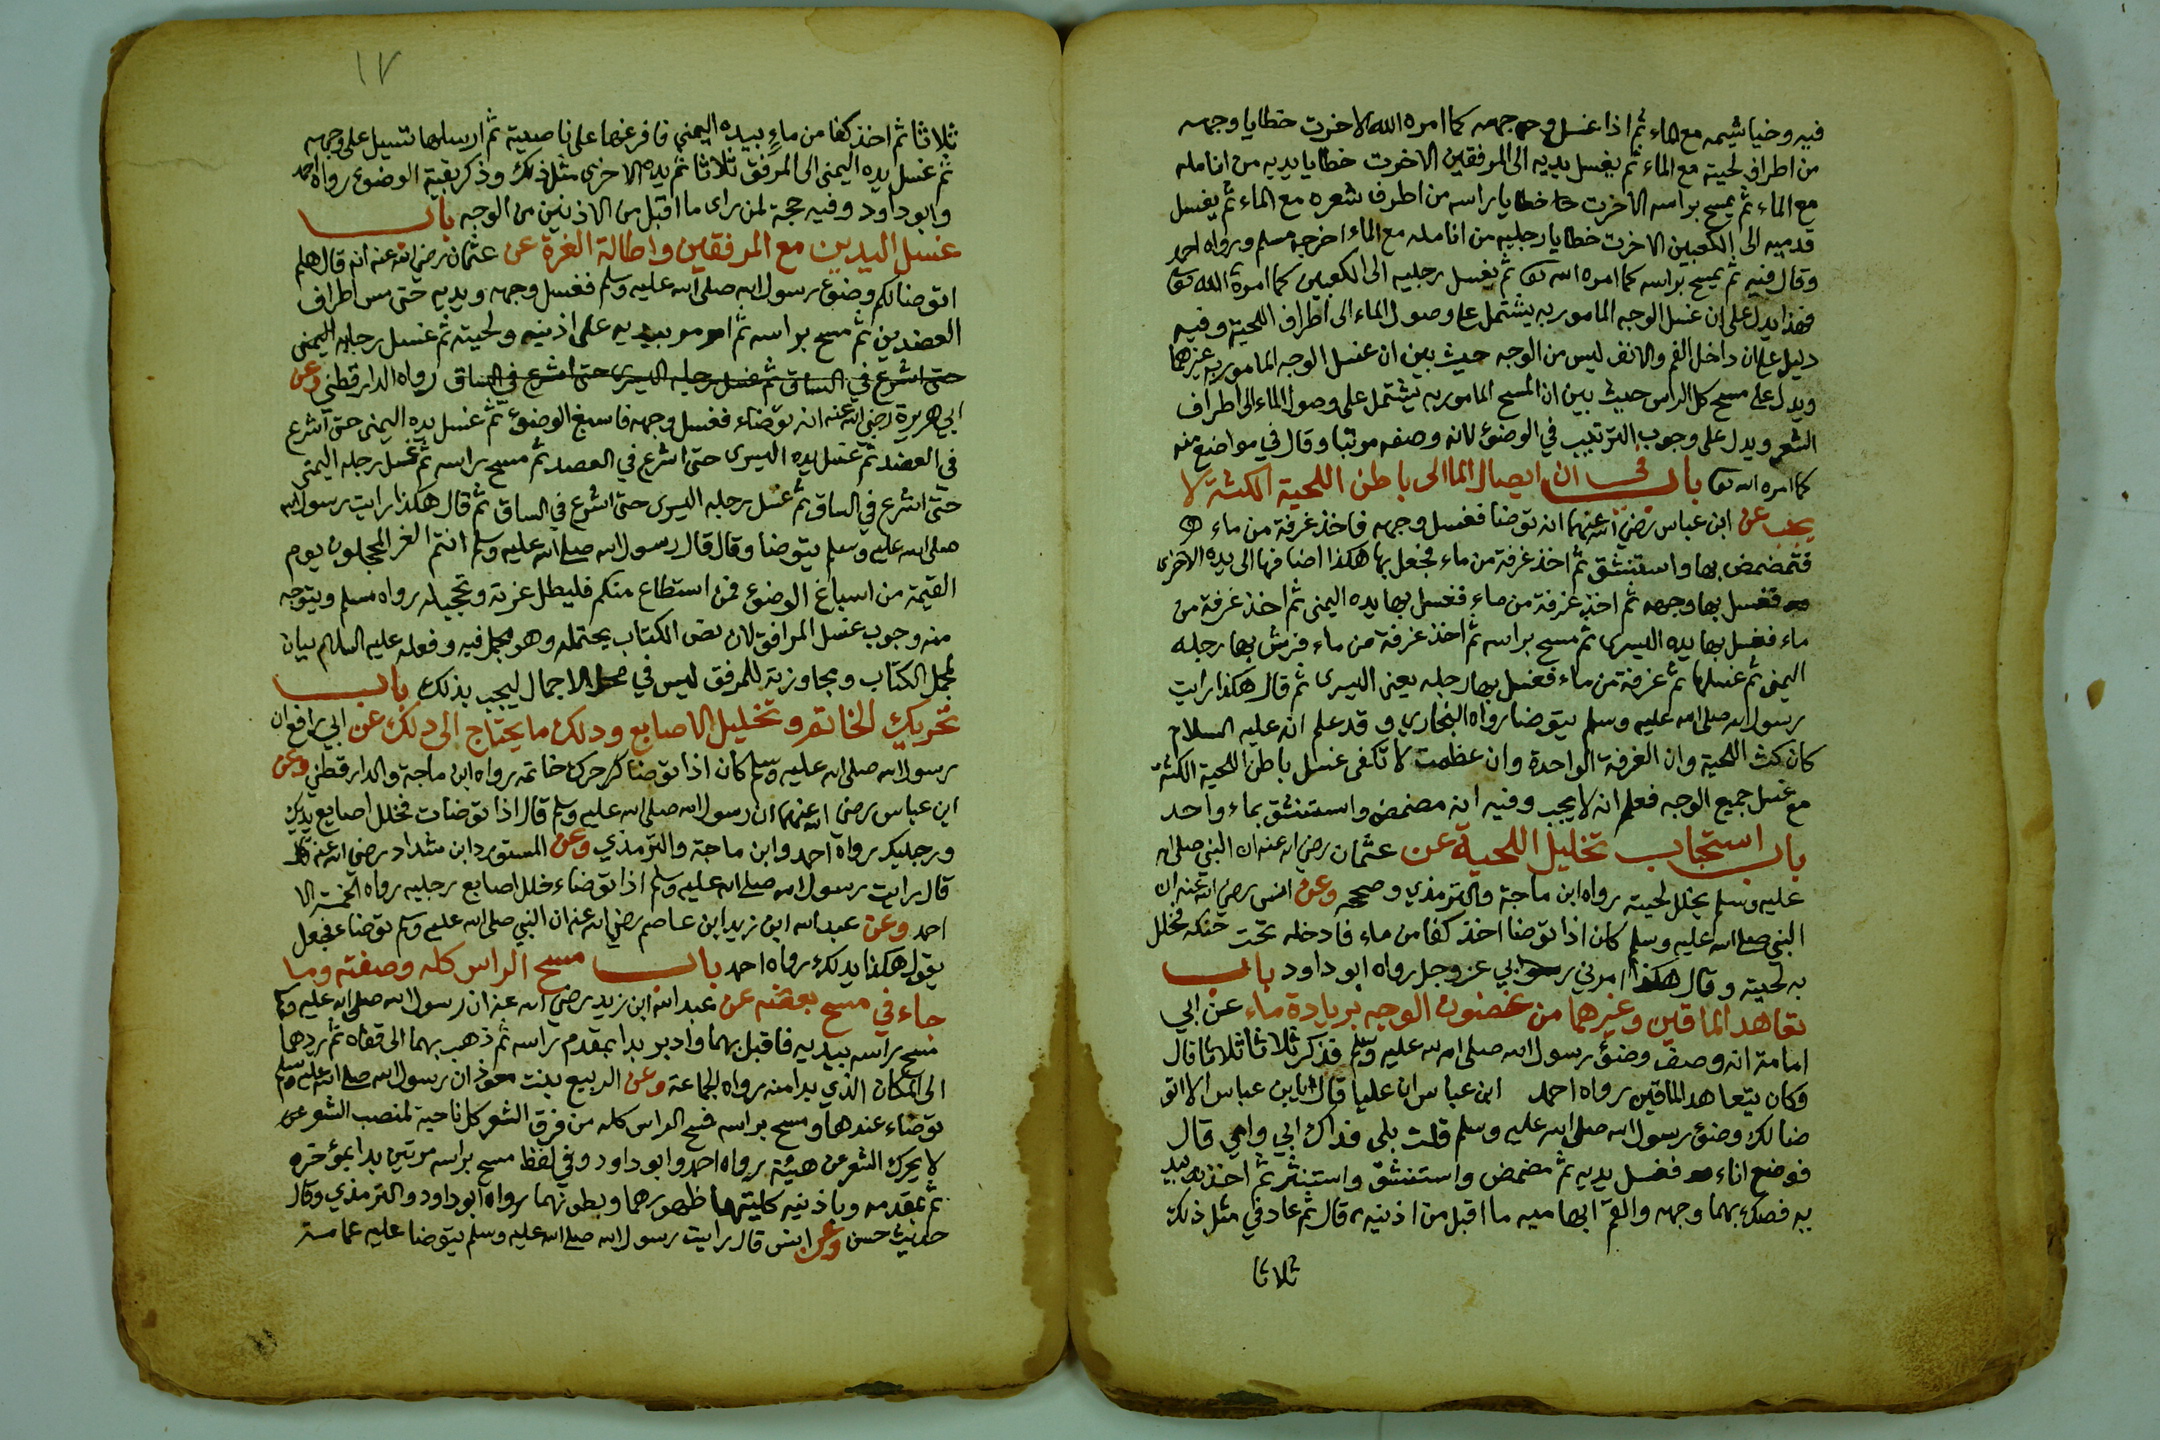 فيه وخياشيمه مع الماء ثم اذا غسل وجهه كما امره الله الاخرت خطايا وجهه
من اطراف لحيته مع الماء ثم يغسل يديه الى المرفقين الاخرت خطايا يديه من انامله
مع الماء ثم يمسح براسه الاخرت خطايا راسه من اطرف شعره مع الماء ثم يغسل
قدميه الى الكعبين الاخرت خطايا رجليه من انامله مع الماء اخرجه مسلم ورواه احمد
وقال فيه ثم يمسح براسه كما امره الله ثم يغسل رجليه الى الكعبين كما امره الله
فهذا يدل على ان غسل الوجه المامور به يشتمل على وصول الماء الى اطراف اللحية وفيه
دليل على ان داخل الفم والانف ليس من الوجه حيث بين ان غسل الوجه المامور به غيرهما
ويدل على مسح كل الراس حيث بين ان المسح المامور به يشتمل على وصول الماء الى اطراف
الشعر ويدل على وجوب الترتيب في الوضوء لانه وصفه مرتبا وقال في مواضع منه
كما امره الله باب في ان ايصال الما الى باطن اللحية الكثة لا
يجب عن ابن عباس رضي الله عنهما انه توضا فغسل وجهه فاخذ غرفة من ماء
فتمضمض بها واستنشق ثم اخذ غرفة من ماء فجعل بها هكذا اضافها الى يده الاخرى
فغسل بها وجهه ثم اخذ غرفة من ماء فغسل بها يده اليمنى ثم اخذ غرفة من
ماء فغسل بها يده اليسرى ثم مسح براسه ثم اخذ غرفة من ماء فرش بها رجله
اليمنى ثم غسلها ثم غرفة من ماء فغسل بها رجله يعني اليسرى ثم قال هكذا رايت
رسول الله صلى الله عليه وسلم يتوضا رواه البخاري وقد علم انه عليه السلام
كان كث اللحية وان الغرفة الواحدة وان عظمت لا تكفى غسل باطن اللحية الكثة
مع غسل جميع الوجه فعلم انه لا يجب وفيه انه مضمض واستنشق بماء واحد
باب استحباب تخليل اللحية عن عثمان رضي الله عنه ان النبي صلى الله
عليه وسلم يخلل لحيته رواه ابن ماجة والترمذي وصححه وعن انس رضي الله عنه ان
النبي صلى الله عليه وسلم كان اذا توضا اخذ كفا من ماء فادخله تحت حنكه فخلل
به لحيته وقال هكذا امرني ربي عز وجل رواه ابو داود باب
تعاهد الماقين وغيرهما من غضون الوجه بزيادة ماء عن ابي
امامة انه وصف وضوء رسول الله صلى الله عليه وسلم فذكر ثلاثا ثلاثا قال
وكان يتعاهد الماقين رواه احمد ابن عباس ان عليا قال يابن عباس الا اتو
ضا لك وضوء رسول الله صلى الله عليه وسلم قلت بلى فداك ابي وامي قال
فوضع اناء فغسل يديه ثم مضمض واستنشق واستنثر ثم اخذ بيد
يه فصك بهما وجهه والقم ابهاميه ما اقبل من اذنيه قال ثم عاد في مثل ذلك
ثلاثا
١٧
ثلاثا ثم اخذ كفا من ماء بيده اليمنى فافرغها على ناصيته ثم ارسلها تسيل على وجهه
ثم غسل يده اليمنى الى المرفق ثلاثا ثم يده الاخرى مثل ذلك وذكر بقية الوضوء رواه احمد
وابو داود وفيه حجة لمن راى ما اقبل من الاذنين من الوجه باب
غسل اليدين مع المرفقين واطالة الغرة عن عثمان رضي الله عنه انه قال هلم
اتوضا لكم وضوء رسول الله صلى الله عليه وسلم فغسل وجهه ويديه حتى مس اطراف
العضدين ثم مسح براسه ثم امر بيديه على اذنيه ولحيته ثم غسل رجليه اليمنى
حتى اشرع في الساق ثم غسل رجله اليسرى حتى اشرع في الساق رواه الدارقطني وعن
ابي هريرة رضي الله عنه انه توضاء فغسل وجهه فاسبغ الوضوء ثم غسل يده اليمنى حتى اشرع
في العضد ثم غسل يده اليسرى حتى اشرع في العضد ثم مسح راسه ثم غسل رجله اليمنى
حتى اشرع في الساق ثم غسل رجله اليسرى حتى اشرع في الساق ثم قال هكذا رايت رسول الله
صلى الله عليه وسلم يتوضا وقال قال رسول الله صلى الله عليه وسلم انتم الغر المحجلون يوم
القيمة من اسباغ الوضوء فمن استطاع منكم فليطل غرته وتحجيله رواه مسلم ويتوجه
منه وجوب غسل المرافق لان نص الكتاب يحتمله وهو مجمل فيه وفعله عليه السلام بيان
لمجمل الكتاب ومجاوزته للمرفق ليس في محل الاجمال ليجب بذلك باب
تحريك الخاتم وتخليل الاصابع ودلك ما يحتاج الى دلك عن ابي رافع ان
رسول الله صلى الله عليه وسلم كان اذا توضا حرك خاتمه رواه ابن ماجة والدارقطني وعن
ابن عباس رضي الله عنهما ان رسول الله صلى الله عليه وسلم قال اذا توضات فخلل اصابع يديك
ورجليك رواه احمد وابن ماجة والترمذي وعن المستورد ابن شداد رضي الله عنه
قال رايت رسول الله صلى الله عليه وسلم اذا توضاء خلل اصابع رجليه رواه الخمسة الا
احمد وعن عبد الله ابن زيد ابن عاصم رضي الله عنه ان النبي صلى الله عليه وسلم توضا فجعل
يقول هكذا يدلك رواه احمد باب مسح الراس كله وصفته وما
جاء في مسح بعضه عن عبد الله ابن زيد رضي الله عنه ان رسول الله صلى الله عليه وسلم
مسح راسه بيديه فاقبل بهما وادبر بدا بمقدم راسه ثم ذهب بهما الى قفاه ثم ردهما
الى المكان الذي بدا منه رواه الجماعة وعن الربيع بنت معوذ ان رسول الله صلى الله عليه وسلم
توضاء عندها ومسح براسه فمسح الراس كله من فرق الشعر كل ناحية لمنصب الشعر
لا يحرك الشعر عن هيئة رواه احمد وابو داود وفي لفظ مسح براسه مرتين بدا بمؤخره
ثم بمقدمه وباذنيه كليتهما ظهورهما وبطونهما رواه ابو داود والترمذي وقال
حديث حسن وعن انس قال رايت رسول الله صلى الله عليه وسلم يتوضا عليه عمامة